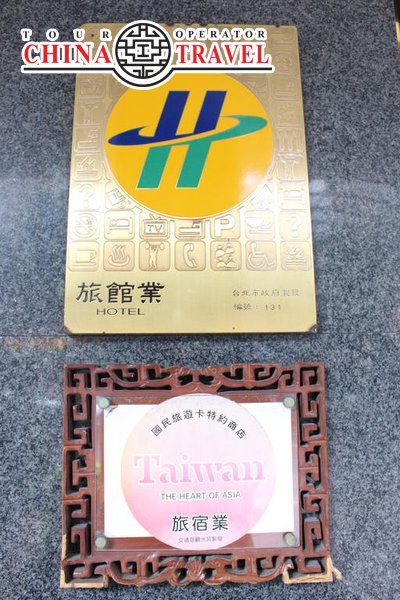 TOUR OPERATOR
CHINA TRAVEL
H
TV
P
旅館業
HOTEL
台北市政府製發
編號：131
國民旅遊卡特約商店
Taiwan
THE HEART OF ASIA
旅宿業
交通部觀光局製發